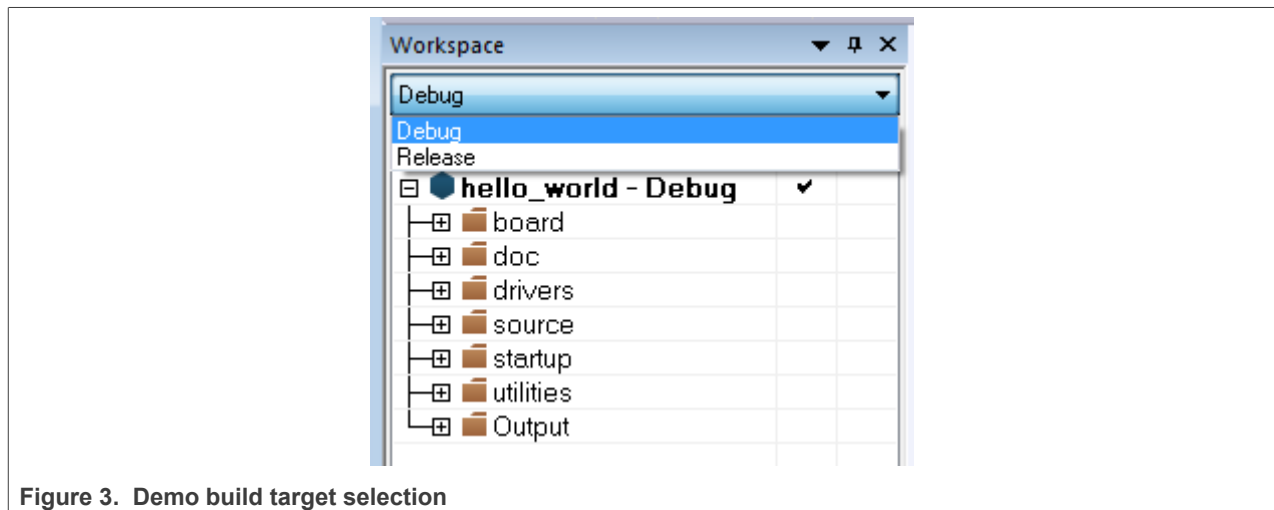 Workspace
Debug
Debug
Release
hello_world - Debug
board
doc
drivers
source
startup
utilities
Output
Figure 3. Demo build target selection